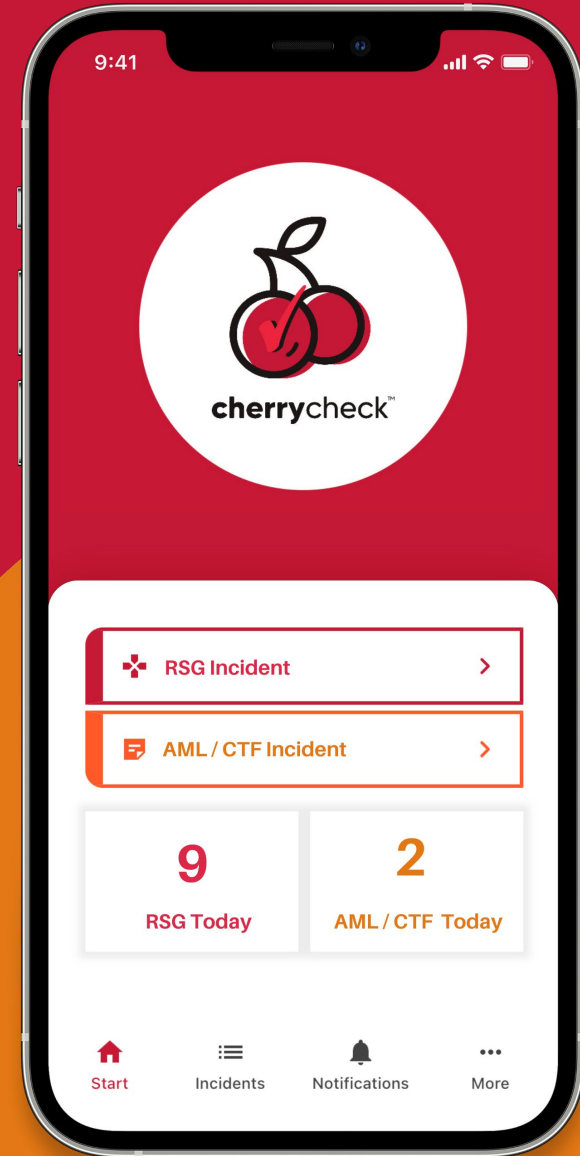 9:41
cherrycheck™
RSG Incident
AML / CTF Incident
9
2
RSG Today
AML / CTF Today
Start
Incidents
Notifications
More